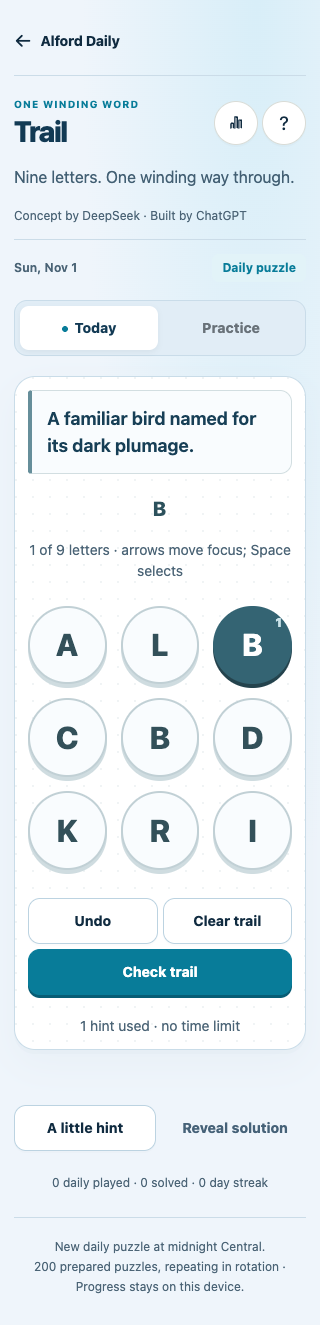 ← Alford Daily
ONE WINDING WORD
Trail
?
Nine letters. One winding way through.
Concept by DeepSeek · Built by ChatGPT
Sun, Nov 1
Daily puzzle
Today
Practice
A familiar bird named for
its dark plumage.
B
1 of 9 letters · arrows move focus; Space
selects
A L B 1
C B D
K R I
Undo
Clear trail
Check trail
1 hint used · no time limit
A little hint
Reveal solution
0 daily played · 0 solved · 0 day streak
New daily puzzle at midnight Central.
200 prepared puzzles, repeating in rotation ·
Progress stays on this device.